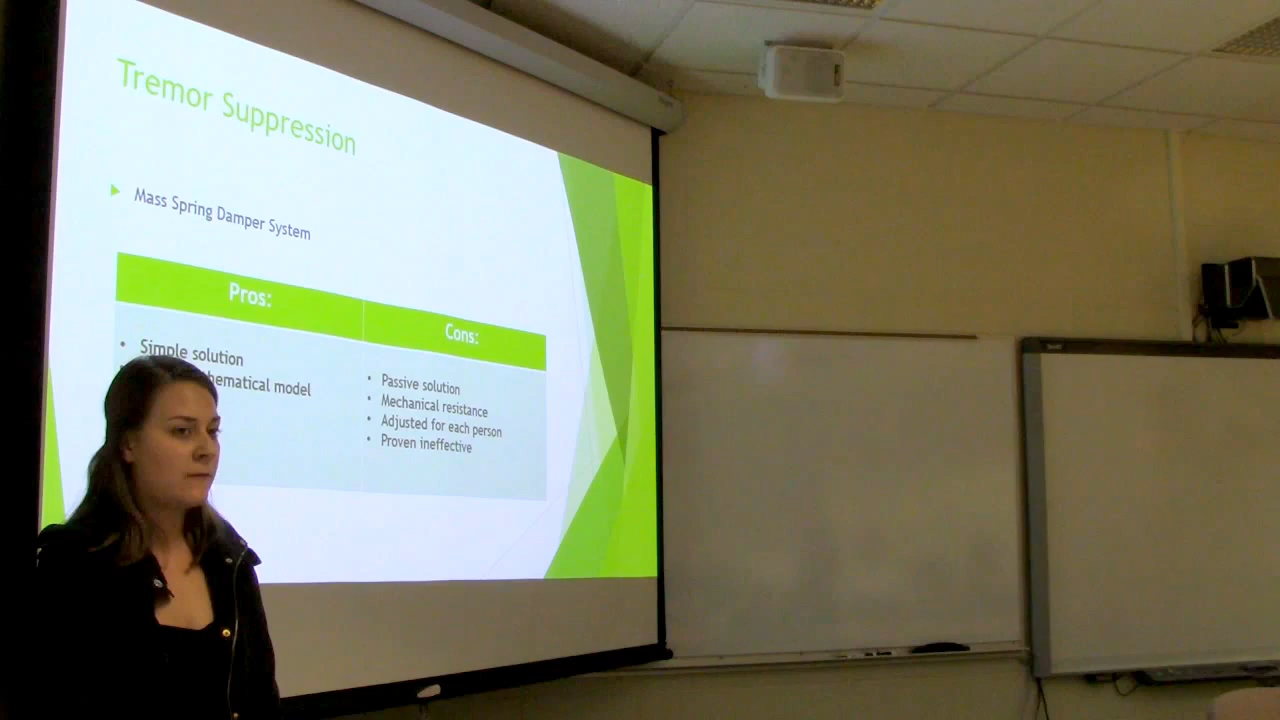 Tremor Suppression
Mass Spring Damper System
Pros:
Cons:
• Simple solution
hematical model
• Passive solution
• Mechanical resistance
• Adjusted for each person
• Proven ineffective